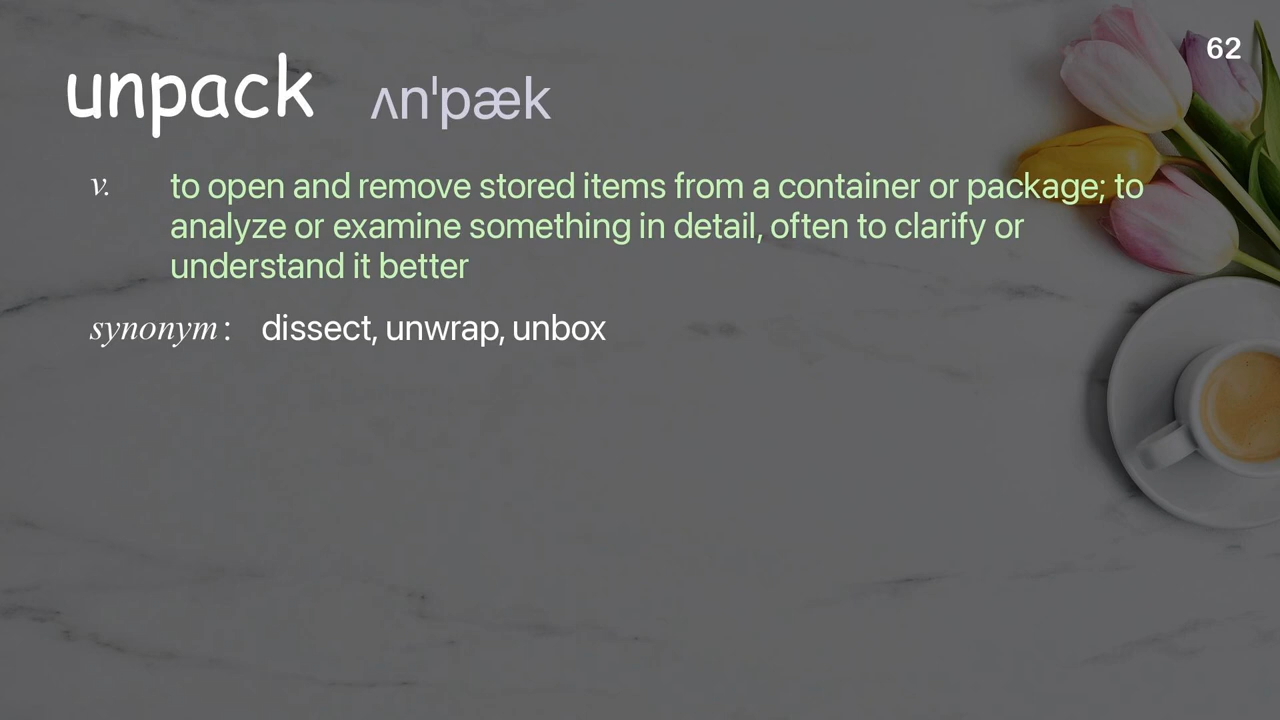 62
unpack ʌnˈpæk
v. to open and remove stored items from a container or package; to
analyze or examine something in detail, often to clarify or
understand it better
synonym: dissect, unwrap, unbox